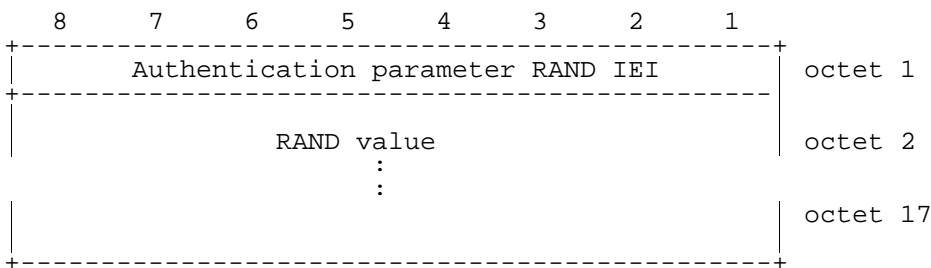 8 7 6 5 4 3 2 1
Authentication parameter RAND IEI octet 1
RAND value octet 2
:
:
octet 17